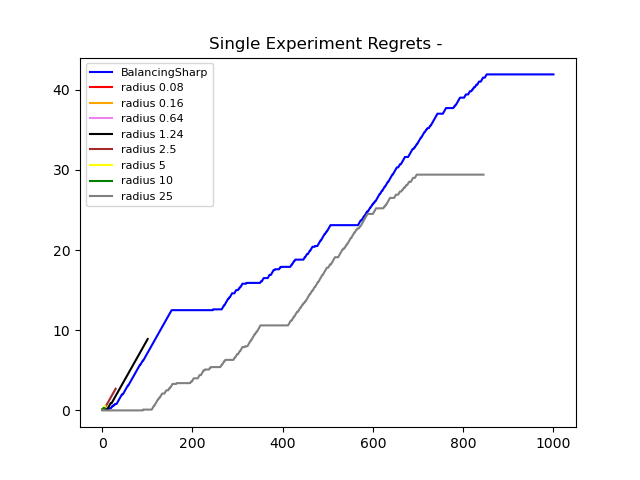 Single Experiment Regrets -
BalancingSharp
radius 0.08
radius 0.16
radius 0.64
radius 1.24
radius 2.5
radius 5
radius 10
radius 25
40
30
20
10
0
0 200 400 600 800 1000